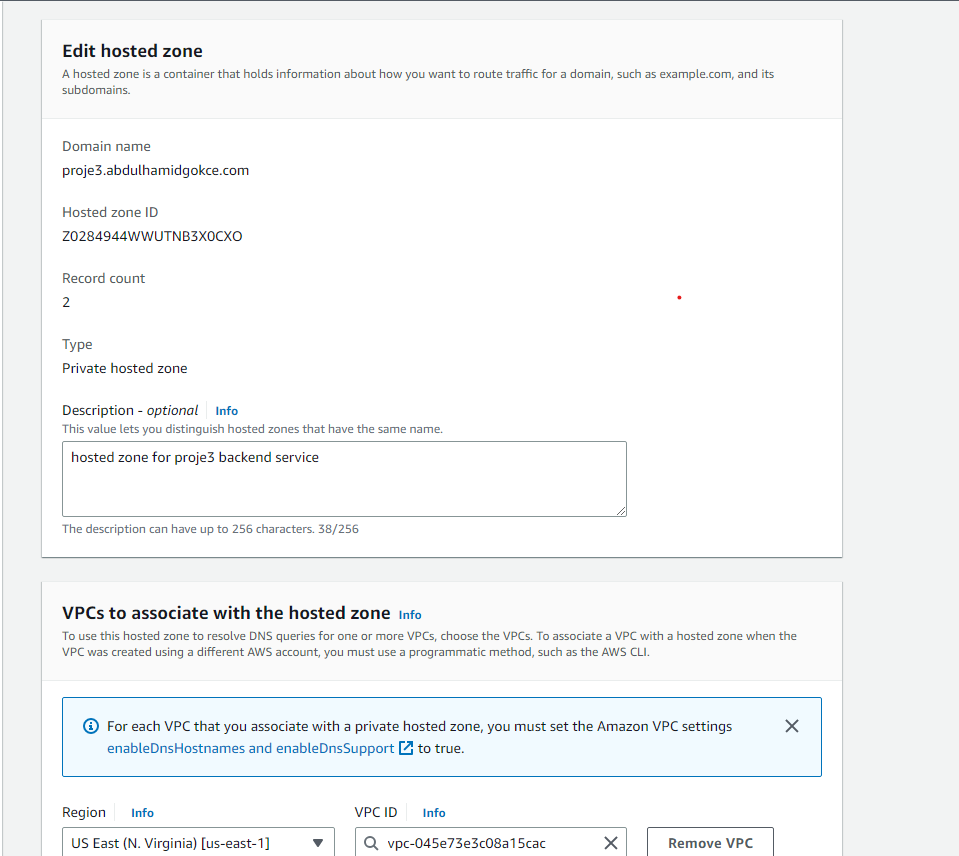 Edit hosted zone
A hosted zone is a container that holds information about how you want to route traffic for a domain, such as example.com, and its
subdomains.
Domain name
proje3.abdulhamidgokce.com
Hosted zone ID
Z0284944WWUTNB3X0CXO
Record count
2
Type
Private hosted zone
Description - optional Info
This value lets you distinguish hosted zones that have the same name.
hosted zone for proje3 backend service
The description can have up to 256 characters. 38/256
VPCs to associate with the hosted zone Info
To use this hosted zone to resolve DNS queries for one or more VPCs, choose the VPCs. To associate a VPC with a hosted zone when the
VPC was created using a different AWS account, you must use a programmatic method, such as the AWS CLI.
For each VPC that you associate with a private hosted zone, you must set the Amazon VPC settings
enableDnsHostnames and enableDnsSupport to true.
Region Info VPC ID Info
US East (N. Virginia) [us-east-1] vpc-045e73e3c08a15cac Remove VPC